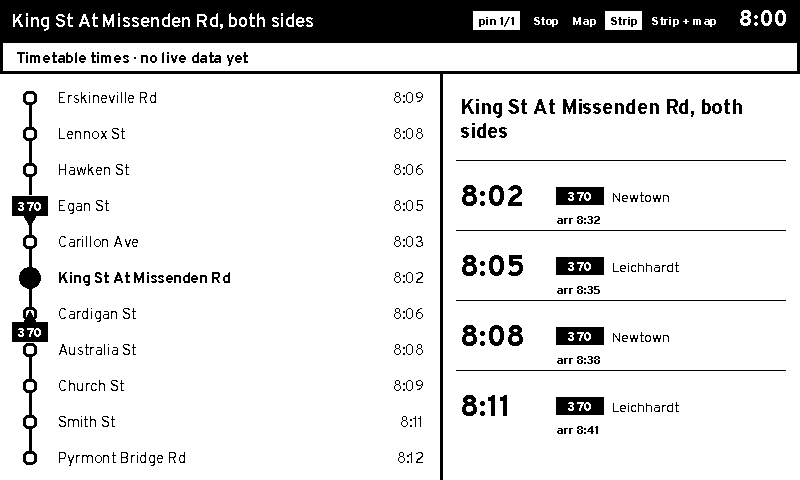 King St At Missenden Rd, both sides
pin 1/1 Stop Map Strip Strip + map 8:00
Timetable times · no live data yet
Erskineville Rd 8:09
Lennox St 8:08
Hawken St 8:06
370 Egan St 8:05
Carillon Ave 8:03
King St At Missenden Rd 8:02
Cardigan St 8:06
370
Australia St 8:08
Church St 8:09
Smith St 8:11
Pyrmont Bridge Rd 8:12
King St At Missenden Rd, both
sides
8:02 370 Newtown
arr 8:32
8:05 370 Leichhardt
arr 8:35
8:08 370 Newtown
arr 8:38
8:11 370 Leichhardt
arr 8:41